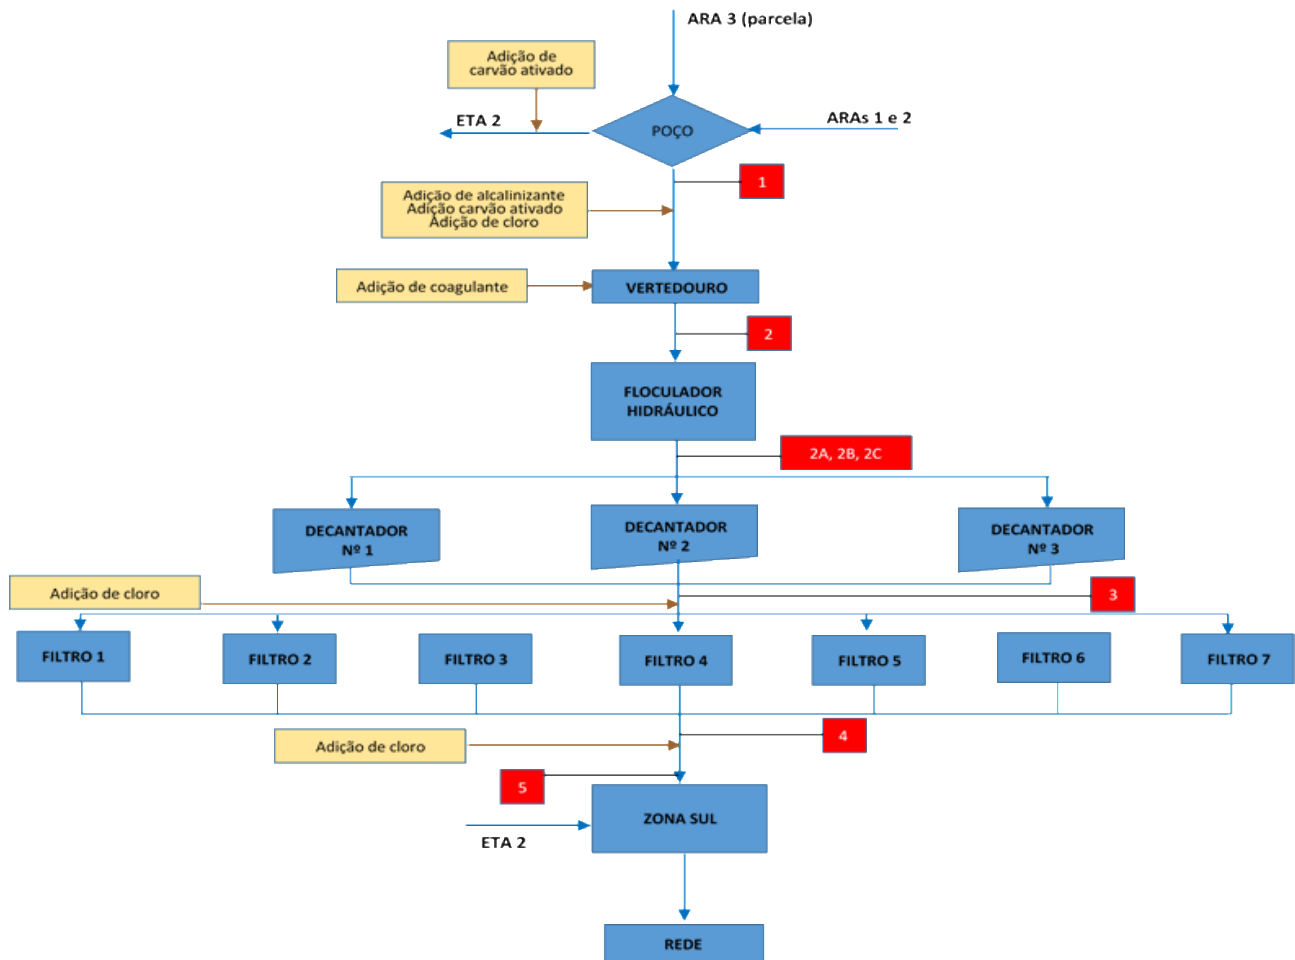 ARA 3 (parcela)
Adição de
carvão ativado
ETA 2
POÇO
ARAs 1 e 2
1
Adição de alcalinizante
Adição carvão ativado
Adição de cloro
Adição de coagulante
VERTEDOURO
2
FLOCULADOR
HIDRÁULICO
2A, 2B, 2C
DECANTADOR
Nº 1
DECANTADOR
Nº 2
DECANTADOR
Nº 3
Adição de cloro
3
FILTRO 1
FILTRO 2
FILTRO 3
FILTRO 4
FILTRO 5
FILTRO 6
FILTRO 7
Adição de cloro
4
5
ZONA SUL
ETA 2
REDE